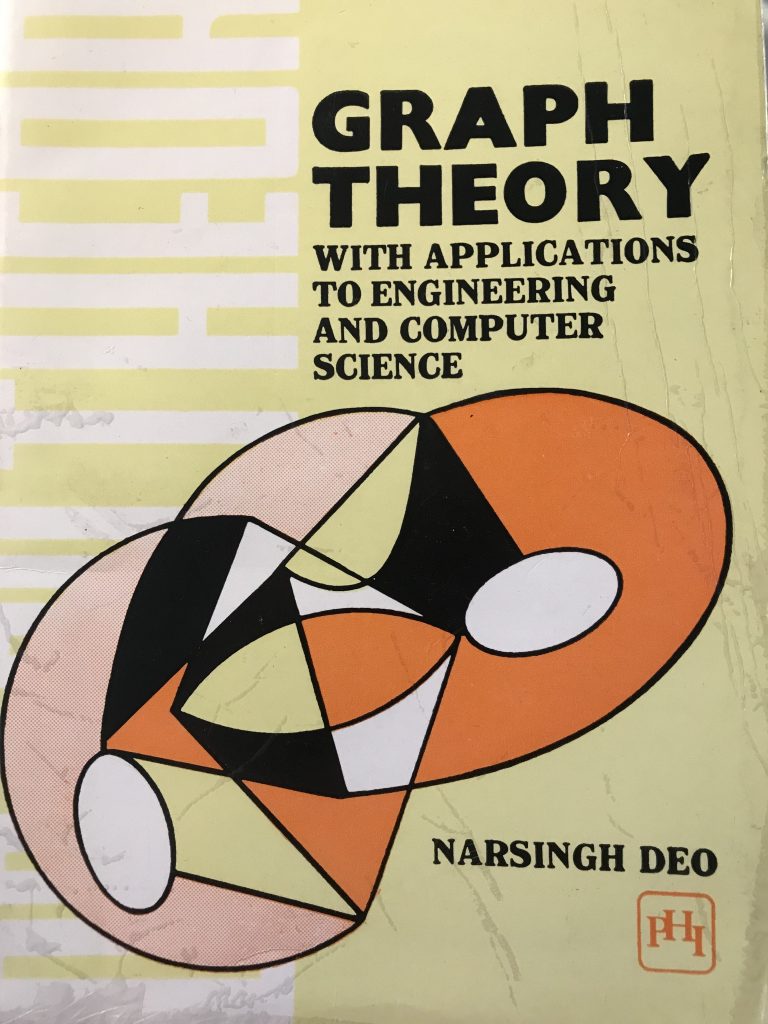 GRAPH
THEORY
WITH APPLICATIONS
TO ENGINEERING
AND COMPUTER
SCIENCE
NARSINGH DEO
PHI